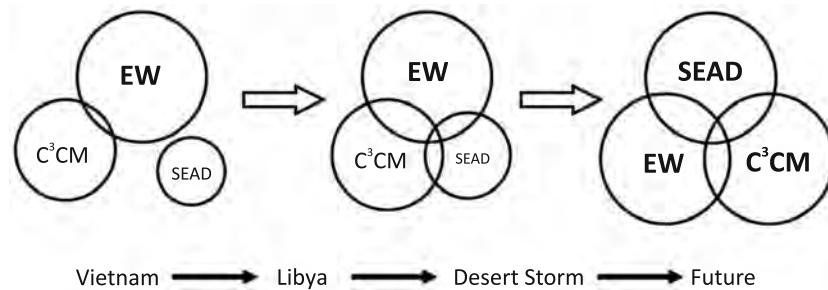 EW
EW
SEAD
C³CM
SEAD
C³CM
SEAD
EW
C³CM
Vietnam Libya Desert Storm Future